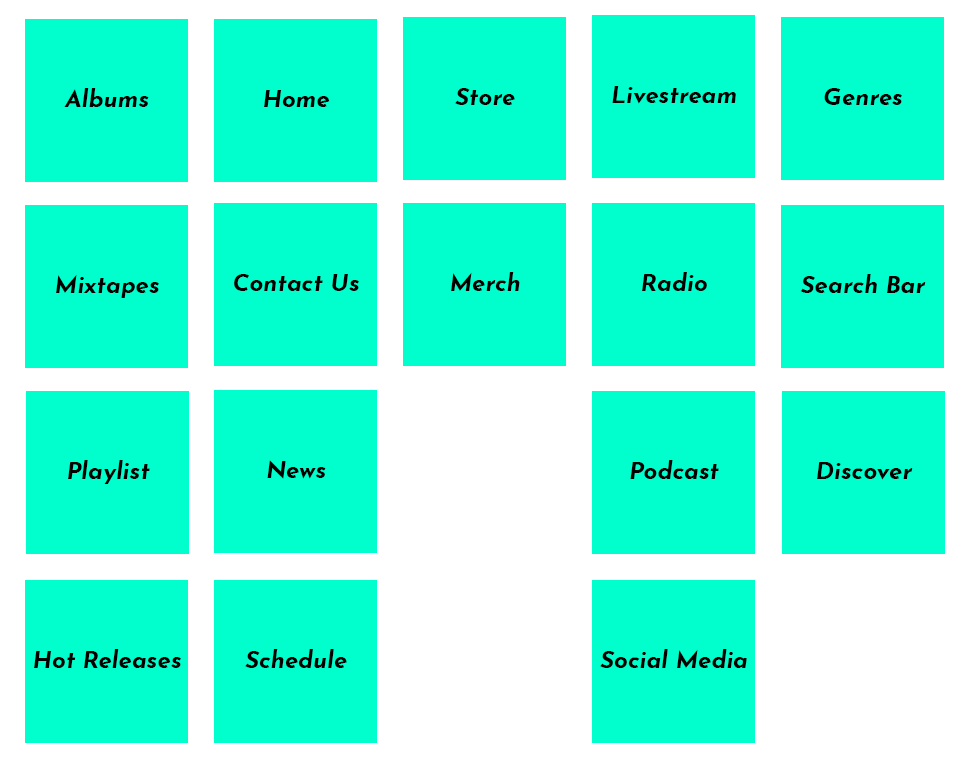 Albums
Home
Store
Livestream
Genres
Mixtapes
Contact Us
Merch
Radio
Search Bar
Playlist
News
Podcast
Discover
Hot Releases
Schedule
Social Media